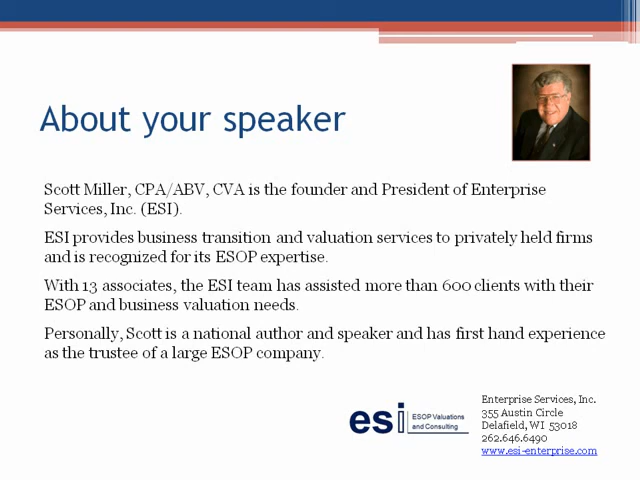 About your speaker
Scott Miller, CPA/ABV, CVA is the founder and President of Enterprise
Services, Inc. (ESI).
ESI provides business transition and valuation services to privately held firms
and is recognized for its ESOP expertise.
With 13 associates, the ESI team has assisted more than 600 clients with their
ESOP and business valuation needs.
Personally, Scott is a national author and speaker and has first hand experience
as the trustee of a large ESOP company.
esi
ESOP Valuations
and Consulting
Enterprise Services, Inc.
355 Austin Circle
Delafield, WI 53018
262.646.6490
www.esi-enterprise.com